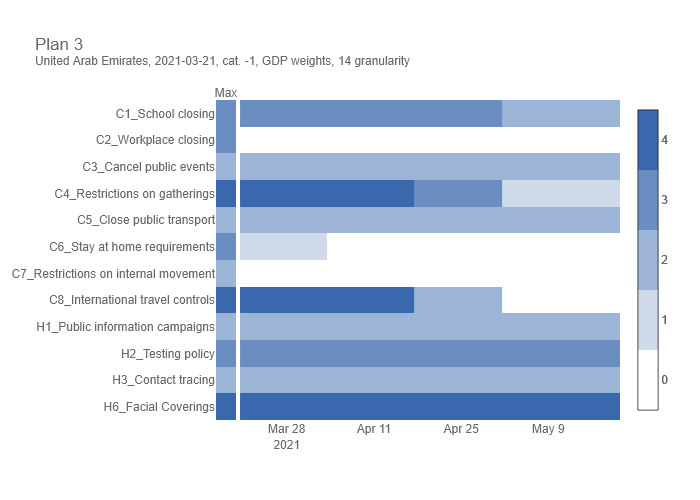 Plan 3
United Arab Emirates, 2021-03-21, cat. -1, GDP weights, 14 granularity
Max
C1_School closing
C2_Workplace closing
C3_Cancel public events
C4_Restrictions on gatherings
C5_Close public transport
C6_Stay at home requirements
C7_Restrictions on internal movement
C8_International travel controls
H1_Public information campaigns
H2_Testing policy
H3_Contact tracing
H6_Facial Coverings
Mar 28 Apr 11 Apr 25 May 9
2021
4
3
2
1
0